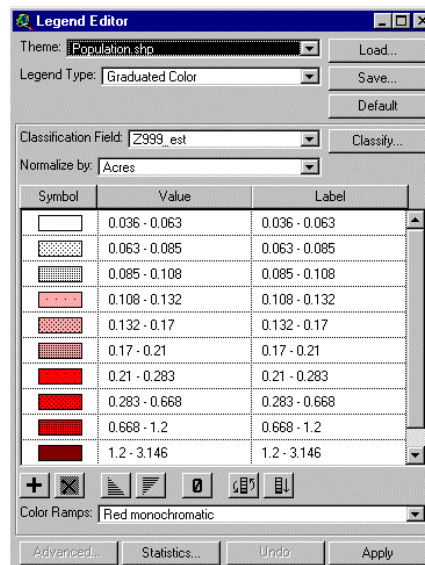 Legend Editor
Theme: Population.shp
Load...
Legend Type: Graduated Color
Save...
Default
Classification Field: Z999_est
Classify...
Normalize by: Acres
Symbol Value Label
0.036 - 0.063 0.036 - 0.063
0.063 - 0.085 0.063 - 0.085
0.085 - 0.108 0.085 - 0.108
0.108 - 0.132 0.108 - 0.132
0.132 - 0.17 0.132 - 0.17
0.17 - 0.21 0.17 - 0.21
0.21 - 0.283 0.21 - 0.283
0.283 - 0.668 0.283 - 0.668
0.668 - 1.2 0.668 - 1.2
1.2 - 3.146 1.2 - 3.146
0
Color Ramps: Red monochromatic
Advanced... Statistics... Undo Apply